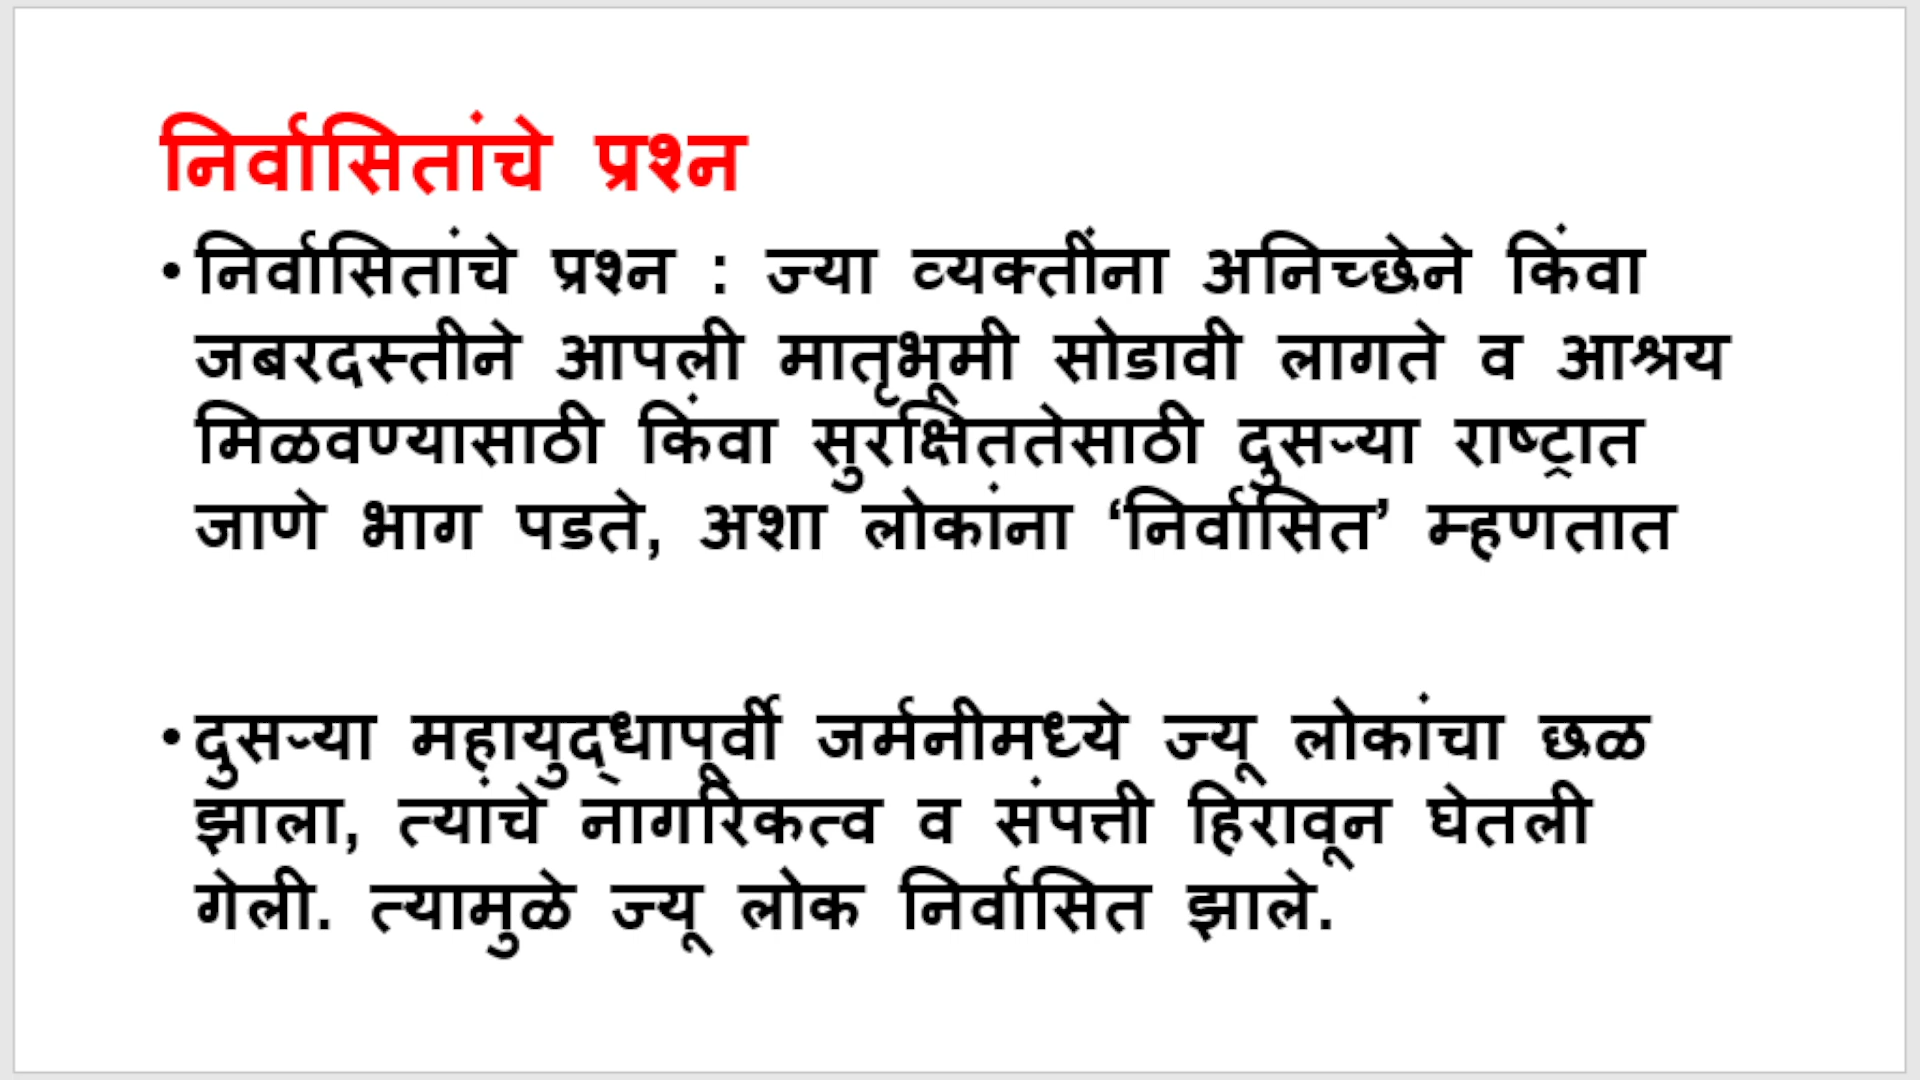 निर्वासितांचे प्रश्न
• निर्वासितांचे प्रश्न : ज्या व्यक्तींना अनिच्छेने किंवा
जबरदस्तीने आपली मातृभूमी सोडावी लागते व आश्रय
मिळवण्यासाठी किंवा सुरक्षिततेसाठी दुसऱ्या राष्ट्रात
जाणे भाग पडते, अशा लोकांना ‘निर्वासित’ म्हणतात
• दुसऱ्या महायुद्‌धापूर्वी जर्मनीमध्ये ज्यू लोकांचा छळ
झाला, त्यांचे नागरिकत्व व संपत्ती हिरावून घेतली
गेली. त्यामुळे ज्यू लोक निर्वासित झाले.